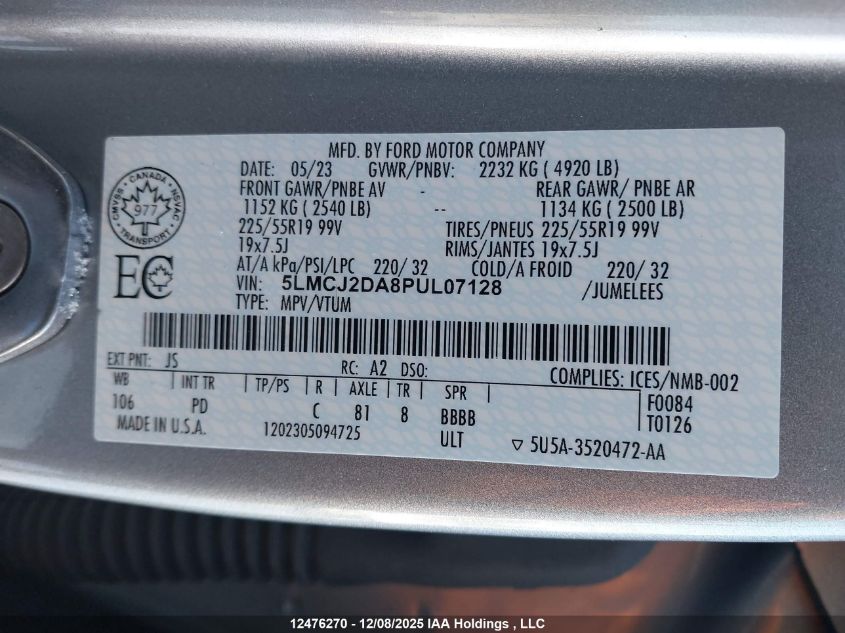 MFD. BY FORD MOTOR COMPANY
DATE: 05/23 GVWR/PNBV: 2232 KG ( 4920 LB)
FRONT GAWR/PNBE AV - REAR GAWR/ PNBE AR
1152 KG ( 2540 LB) -- 1134 KG ( 2500 LB)
225/55R19 99V TIRES/PNEUS 225/55R19 99V
19x7.5J RIMS/JANTES 19x7.5J
AT/A kPa/PSI/LPC 220/ 32 COLD/A FROID 220/ 32
VIN: 5LMCJ2DA8PUL07128 /JUMELEES
TYPE: MPV/VTUM
CANADA
CMVSS 977 NSVAC
TRANSPORT
EC
EXT PNT: JS RC: A2 DSO: COMPLIES: ICES/NMB-002
WB INT TR TP/PS R AXLE TR SPR F0084
106 PD C 81 8 BBBB T0126
MADE IN U.S.A. 1202305094725 ULT ▽ 5U5A-3520472-AA
12476270 - 12/08/2025 IAA Holdings , LLC